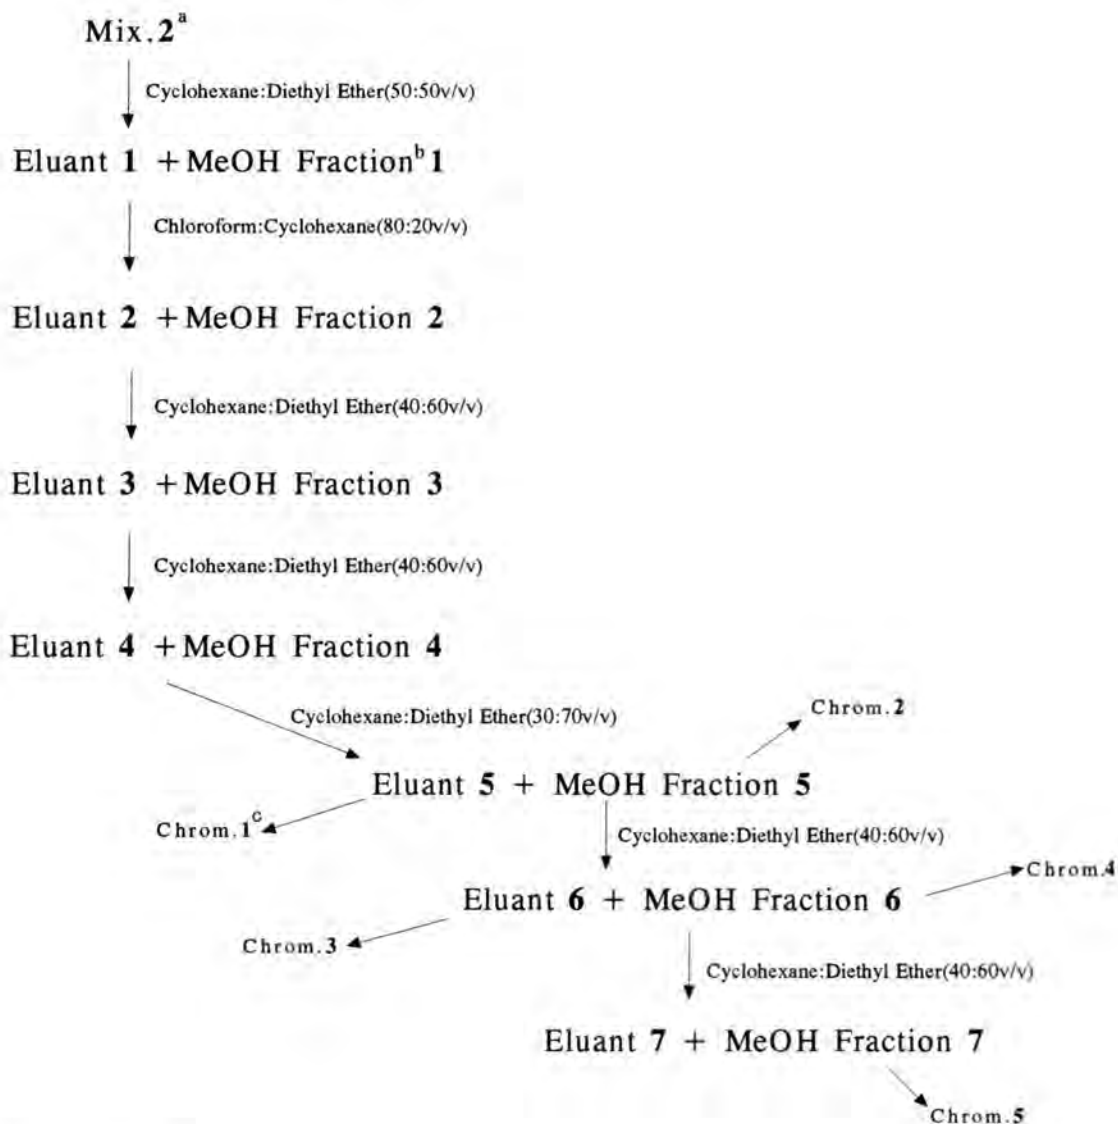 Mix.2a
Cyclohexane:Diethyl Ether(50:50v/v)
Eluant 1 +MeOH Fractionb 1
Chloroform:Cyclohexane(80:20v/v)
Eluant 2 +MeOH Fraction 2
Cyclohexane:Diethyl Ether(40:60v/v)
Eluant 3 +MeOH Fraction 3
Cyclohexane:Diethyl Ether(40:60v/v)
Eluant 4 +MeOH Fraction 4
Cyclohexane:Diethyl Ether(30:70v/v)
Chrom.2
Eluant 5 + MeOH Fraction 5
Chrom.1c
Cyclohexane:Diethyl Ether(40:60v/v)
Chrom.4
Eluant 6 + MeOH Fraction 6
Chrom.3
Cyclohexane:Diethyl Ether(40:60v/v)
Eluant 7 + MeOH Fraction 7
Chrom.5